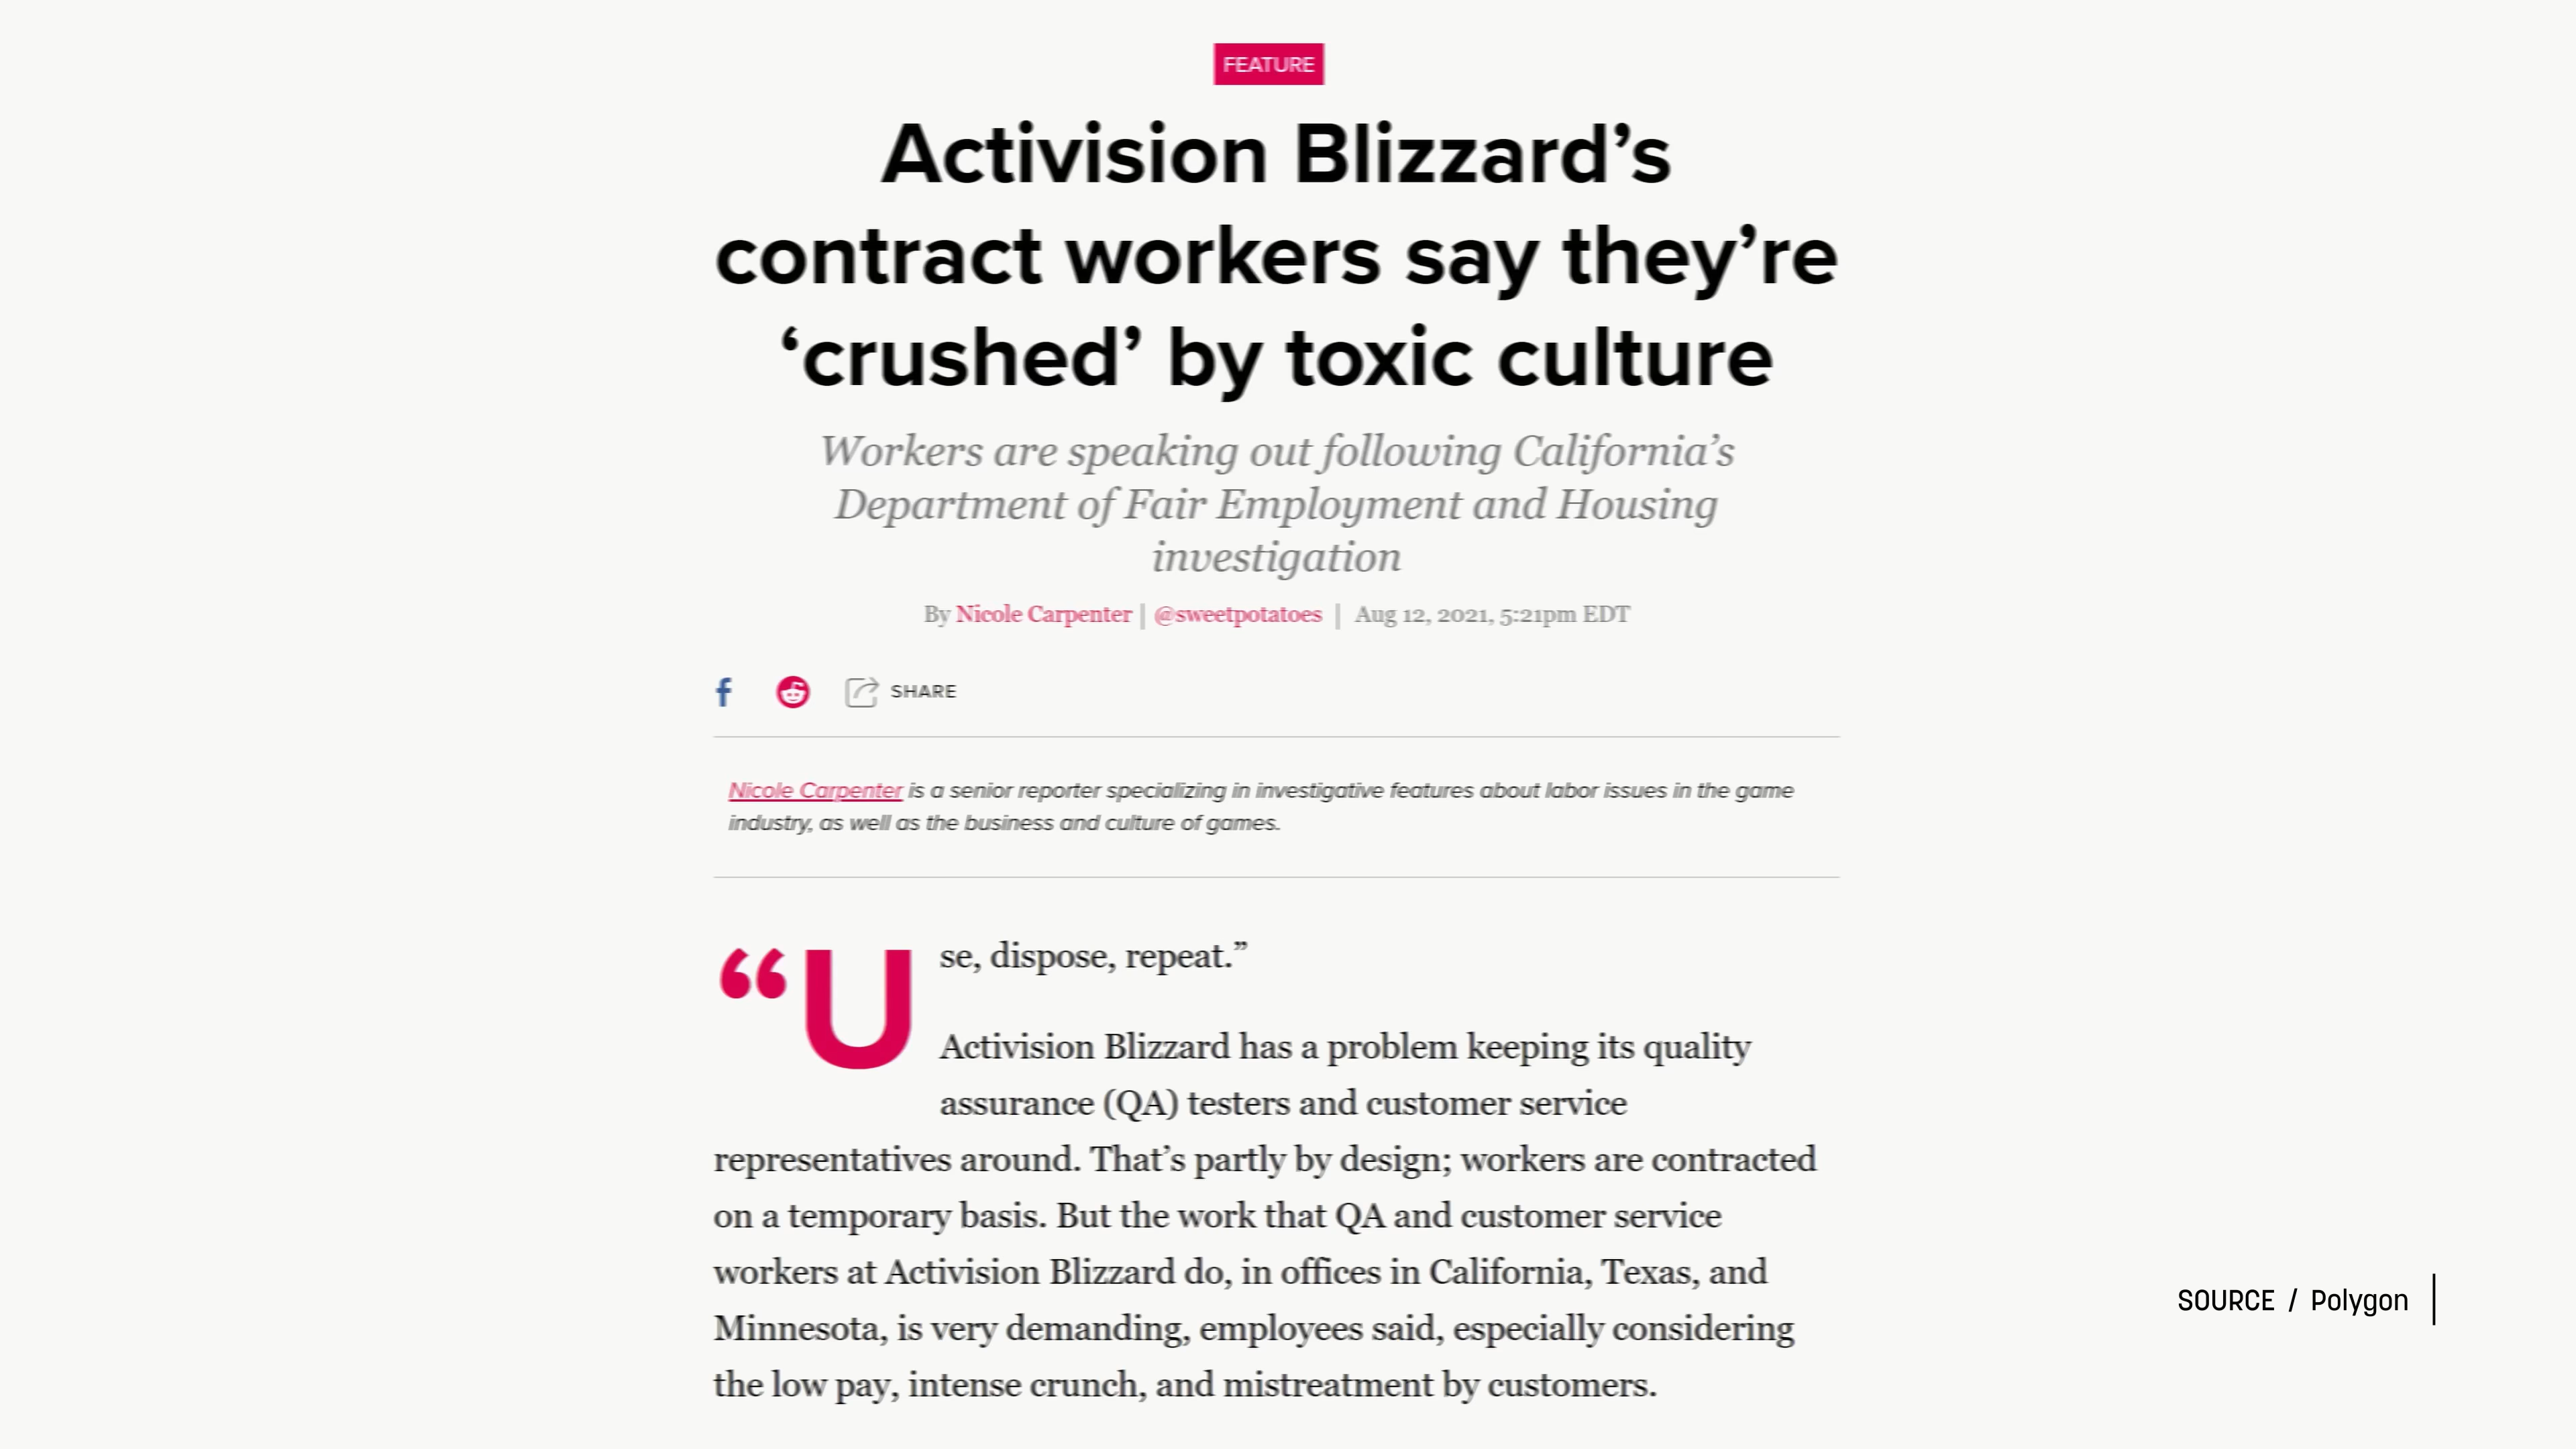 FEATURE
Activision Blizzard’s
contract workers say they’re
‘crushed’ by toxic culture
Workers are speaking out following California’s
Department of Fair Employment and Housing
investigation
By Nicole Carpenter | @sweetpotatoes | Aug 12, 2021, 5:21pm EDT
SHARE
Nicole Carpenter is a senior reporter specializing in investigative features about labor issues in the game
industry, as well as the business and culture of games.
“Use, dispose, repeat.”
Activision Blizzard has a problem keeping its quality
assurance (QA) testers and customer service
representatives around. That’s partly by design; workers are contracted
on a temporary basis. But the work that QA and customer service
workers at Activision Blizzard do, in offices in California, Texas, and
Minnesota, is very demanding, employees said, especially considering
the low pay, intense crunch, and mistreatment by customers.
SOURCE / Polygon